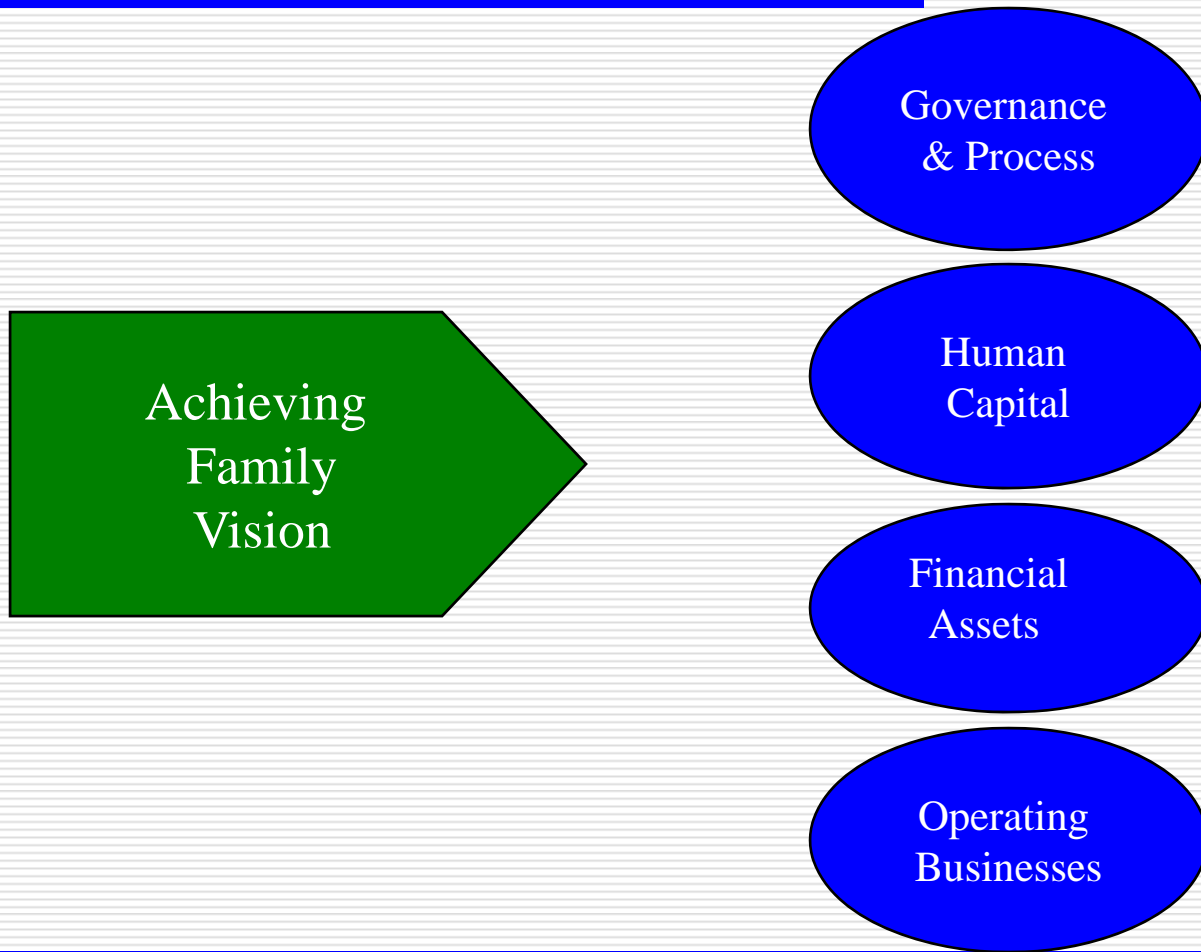 Governance
& Process
Human
Capital
Achieving
Family
Vision
Financial
Assets
Operating
Businesses